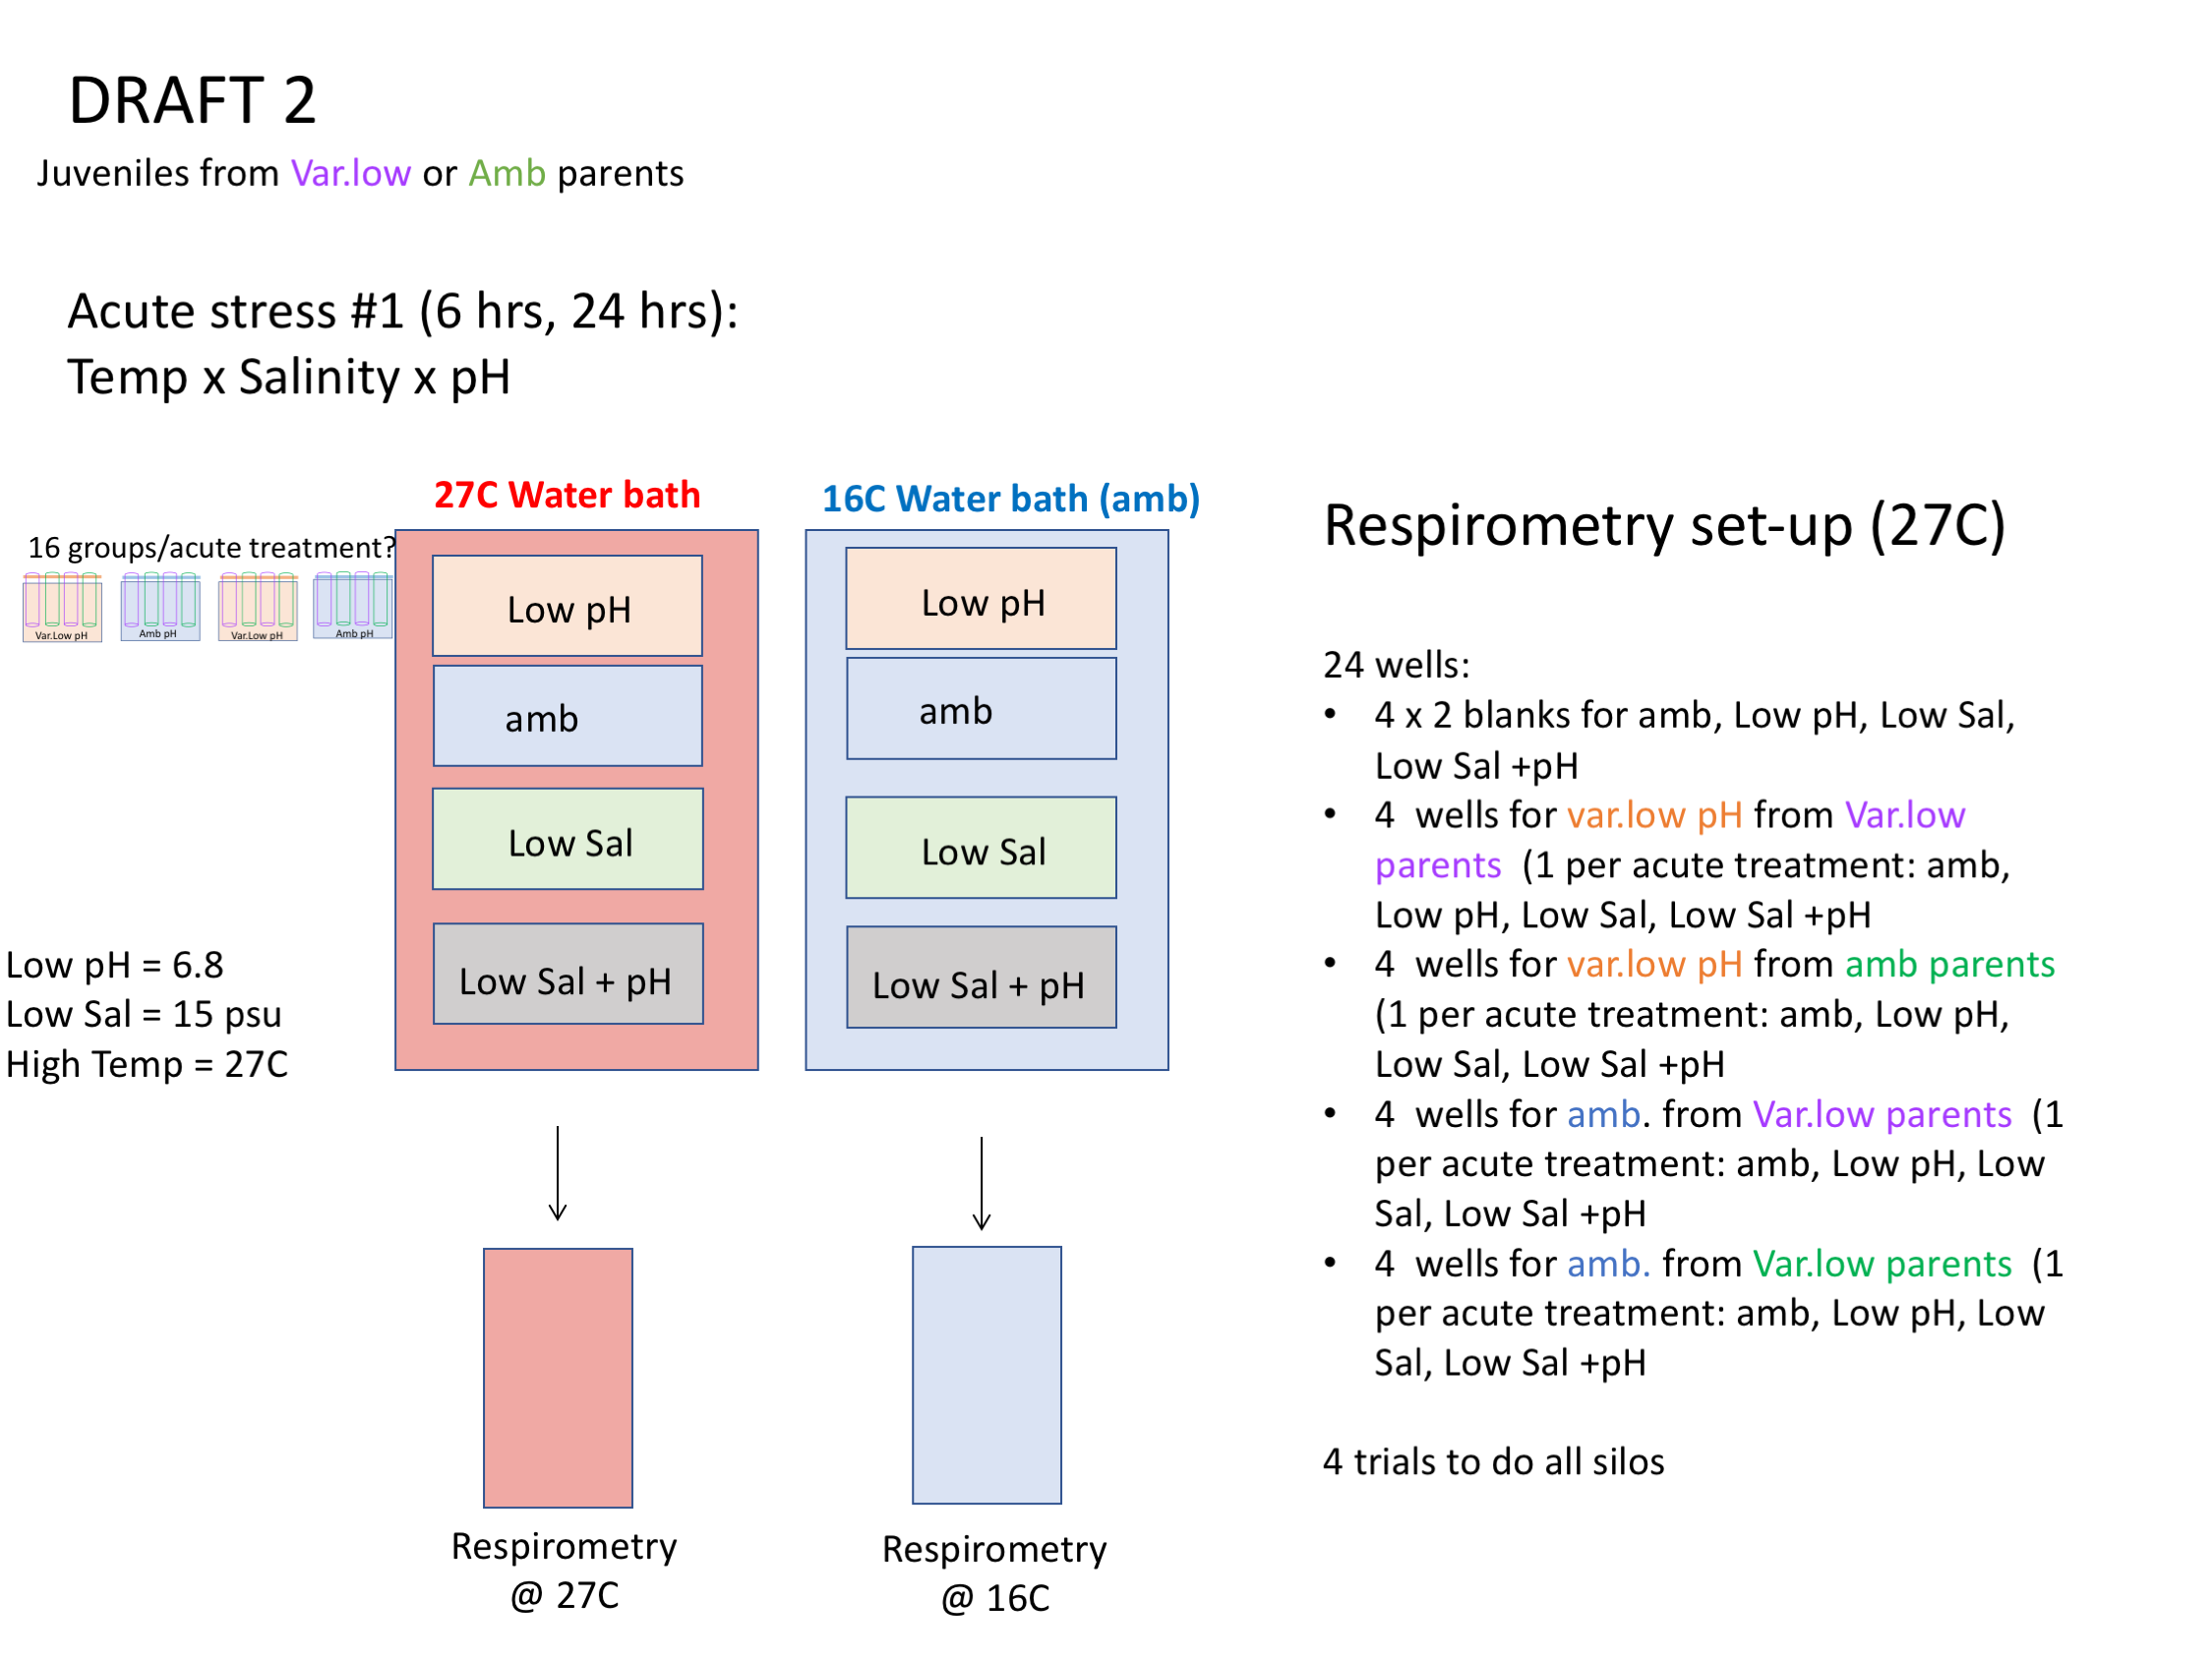 DRAFT 2
Juveniles from Var.low or Amb parents
Acute stress #1 (6 hrs, 24 hrs):
Temp x Salinity x pH
16 groups/acute treatment?
Var.Low pH
Amb pH
Var.Low pH
Amb pH
27C Water bath
Low pH
amb
Low Sal
Low Sal + pH
16C Water bath (amb)
Low pH
amb
Low Sal
Low Sal + pH
Low pH = 6.8
Low Sal = 15 psu
High Temp = 27C
Respirometry
@ 27C
Respirometry
@ 16C
Respirometry set-up (27C)
24 wells:
• 4 x 2 blanks for amb, Low pH, Low Sal,
Low Sal +pH
• 4 wells for var.low pH from Var.low
parents (1 per acute treatment: amb,
Low pH, Low Sal, Low Sal +pH
• 4 wells for var.low pH from amb parents
(1 per acute treatment: amb, Low pH,
Low Sal, Low Sal +pH
• 4 wells for amb. from Var.low parents (1
per acute treatment: amb, Low pH, Low
Sal, Low Sal +pH
• 4 wells for amb. from Var.low parents (1
per acute treatment: amb, Low pH, Low
Sal, Low Sal +pH
4 trials to do all silos